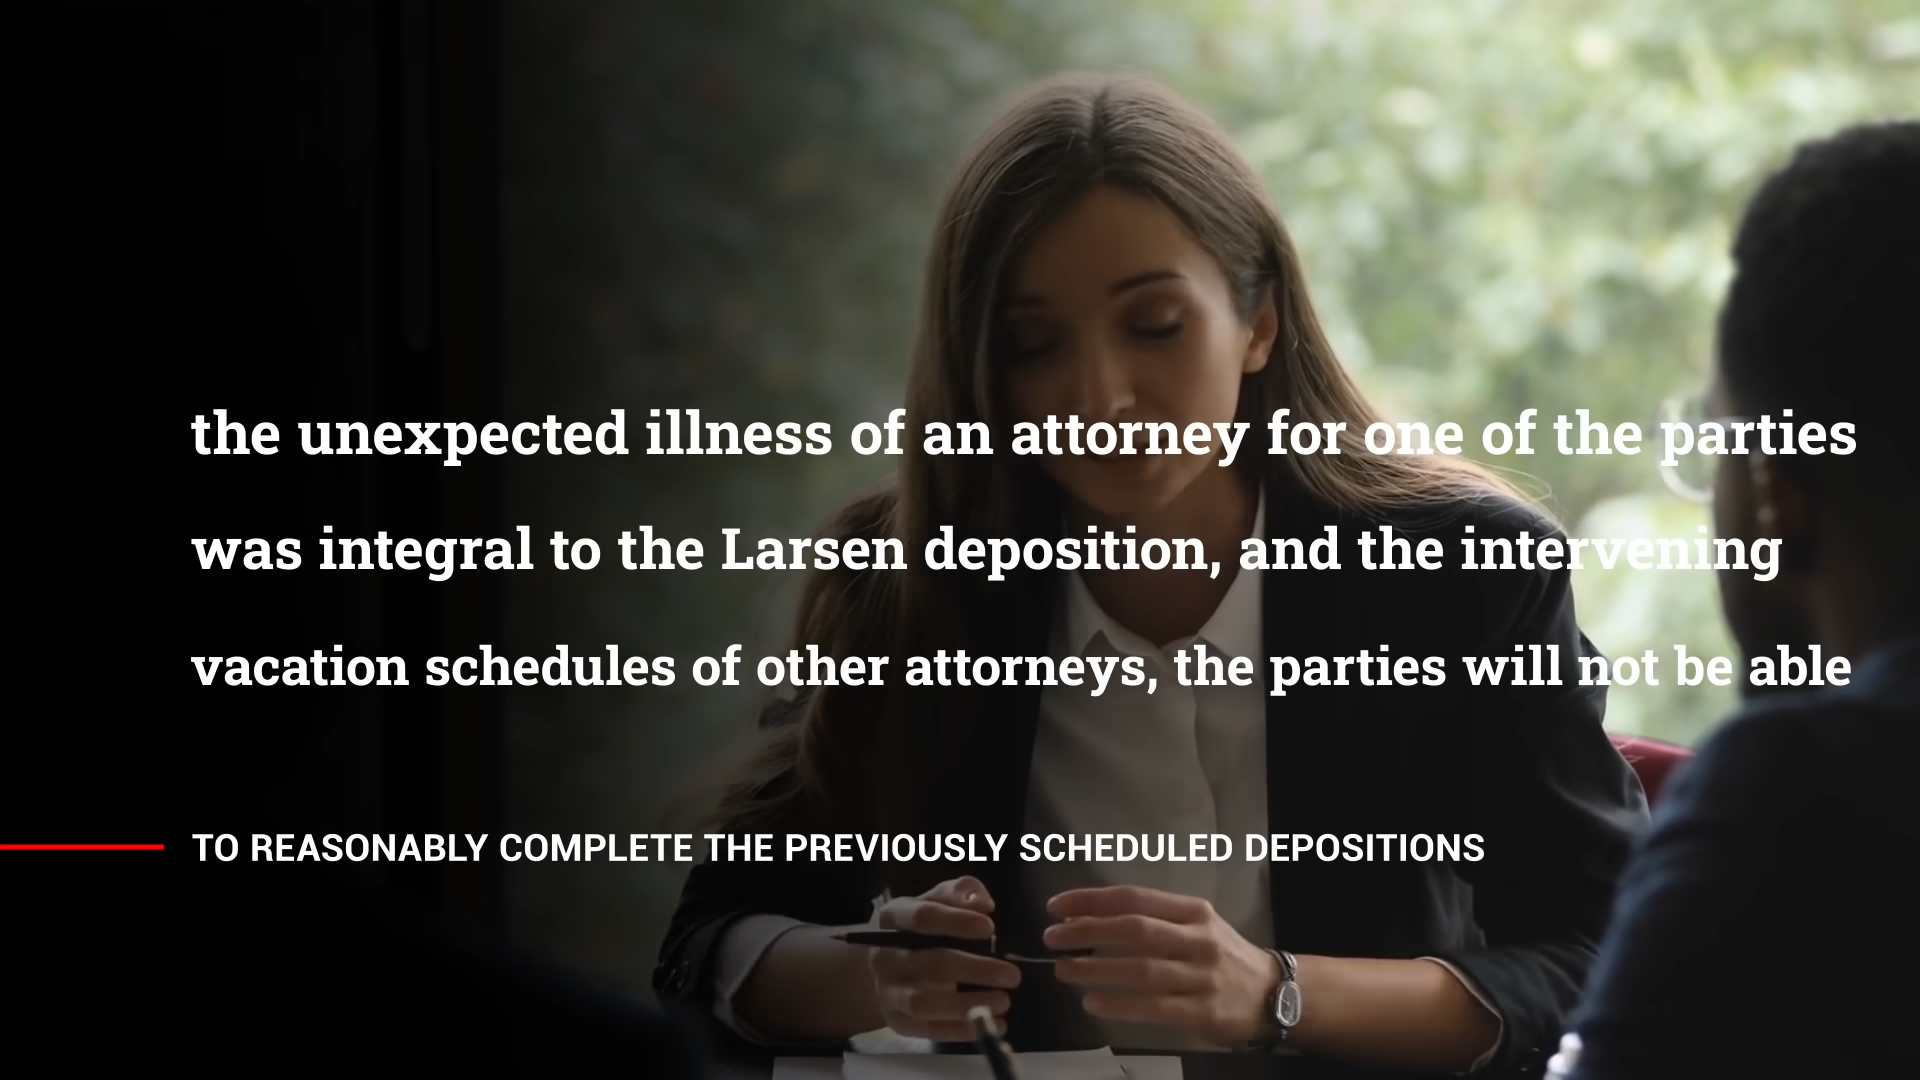 the unexpected illness of an attorney for one of the parties
was integral to the Larsen deposition, and the intervening
vacation schedules of other attorneys, the parties will not be able
TO REASONABLY COMPLETE THE PREVIOUSLY SCHEDULED DEPOSITIONS